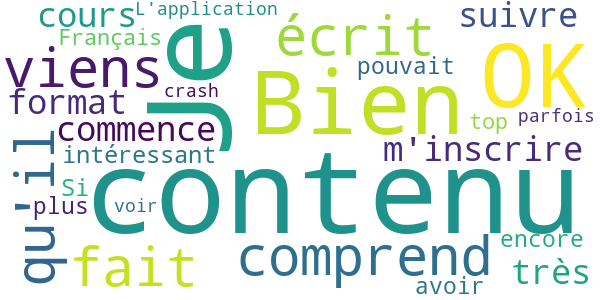 cours L'application suivre
Français écrit
viens je pouvait OK
crash Bien
format top parfois
commence m'inscrire
qu'il intéressant
contenu
Si
plus voir
encore
fait comprend très
avoir